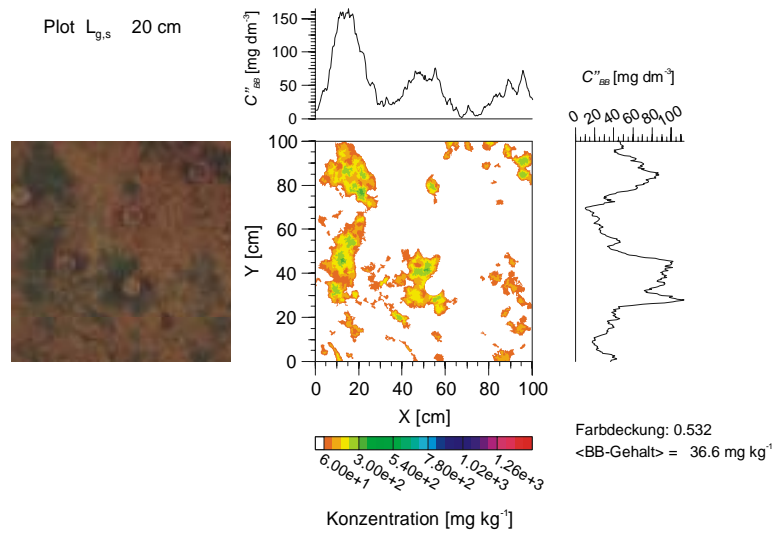 Plot L_g,s 20 cm
C''_BB [mg dm⁻³]
150
100
50
0
C''_BB [mg dm⁻³]
0 20 40 60 80 100
Y [cm]
100
80
60
40
20
0
0 20 40 60 80 100
X [cm]
6.00e+1 3.00e+2 5.40e+2 7.80e+2 1.02e+3 1.26e+3
Konzentration [mg kg⁻¹]
Farbdeckung: 0.532
<BB-Gehalt> = 36.6 mg kg⁻¹